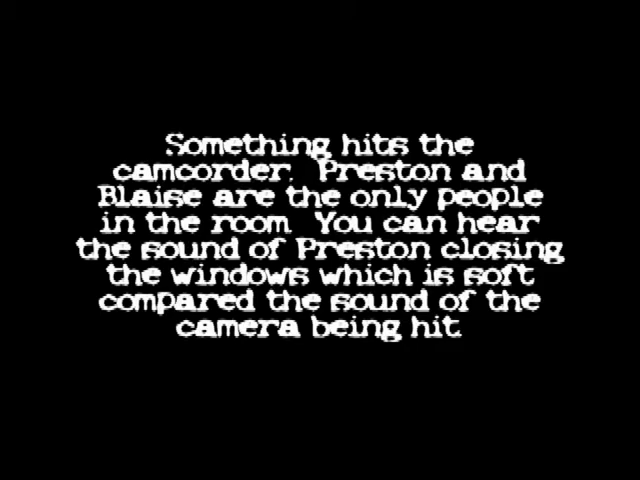 Something hits the
camcorder. Preston and
Blaise are the only people
in the room. You can hear
the sound of Preston closing
the windows which is soft
compared the sound of the
camera being hit.